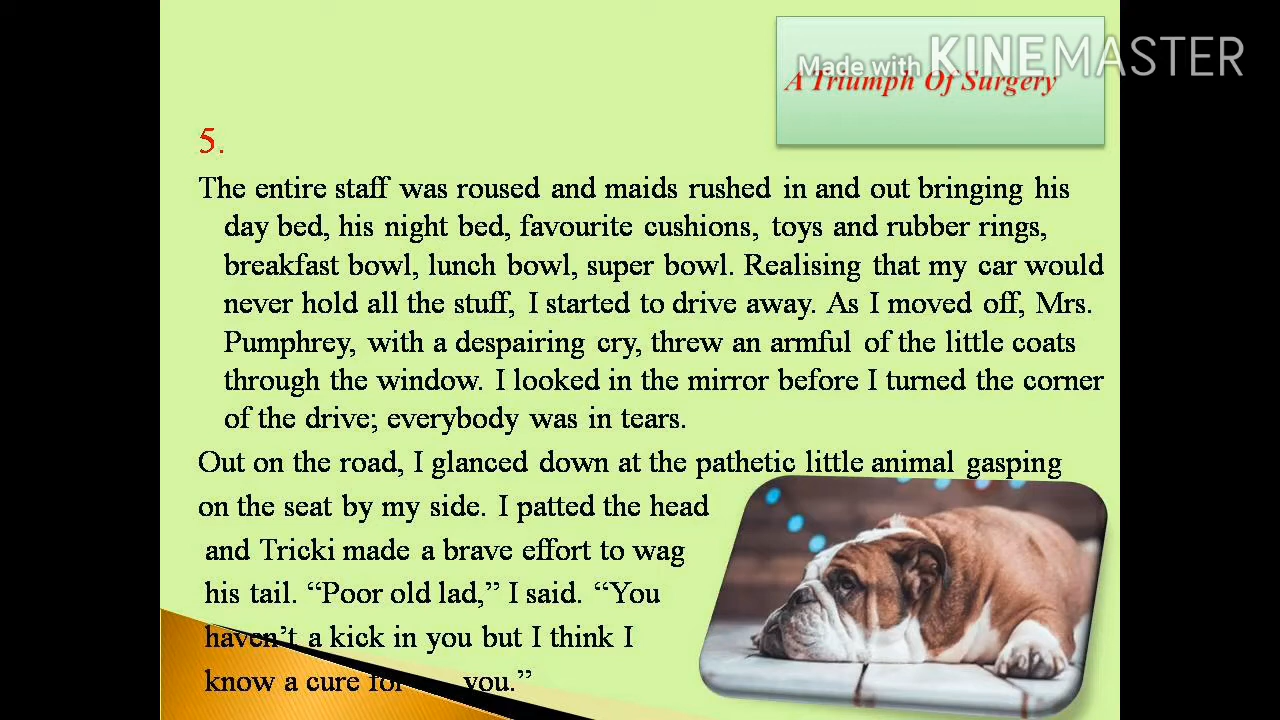 Made with KINEMASTER
A Triumph Of Surgery
5.
The entire staff was roused and maids rushed in and out bringing his
day bed, his night bed, favourite cushions, toys and rubber rings,
breakfast bowl, lunch bowl, super bowl. Realising that my car would
never hold all the stuff, I started to drive away. As I moved off, Mrs.
Pumphrey, with a despairing cry, threw an armful of the little coats
through the window. I looked in the mirror before I turned the corner
of the drive; everybody was in tears.
Out on the road, I glanced down at the pathetic little animal gasping
on the seat by my side. I patted the head
and Tricki made a brave effort to wag
his tail. “Poor old lad,” I said. “You
haven’t a kick in you but I think I
know a cure for you.”